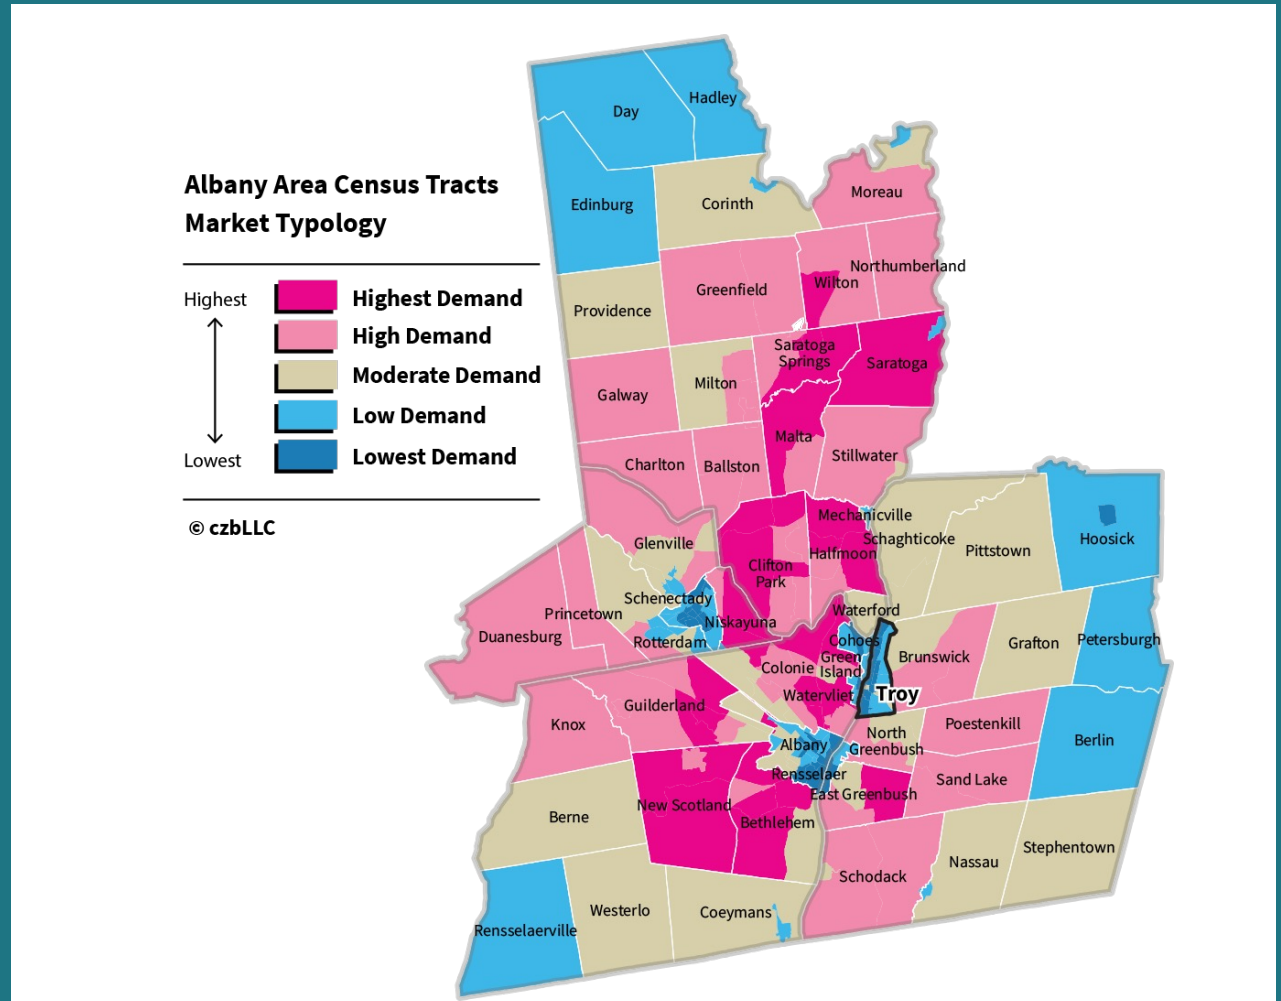 Albany Area Census Tracts
Market Typology
Highest
Lowest
Highest Demand
High Demand
Moderate Demand
Low Demand
Lowest Demand
© czbLLC
Day
Hadley
Edinburg
Corinth
Moreau
Providence
Greenfield
Wilton
Northumberland
Galway
Milton
Saratoga
Springs
Saratoga
Charlton
Ballston
Malta
Stillwater
Glenville
Clifton
Park
Mechanicville
Halfmoon
Schaghticoke
Pittstown
Hoosick
Duanesburg
Princetown
Schenectady
Rotterdam
Niskayuna
Waterford
Cohoes
Green
Island
Colonie
Watervliet
Troy
Brunswick
Grafton
Petersburgh
Knox
Guilderland
Albany
Rensselaer
North
Greenbush
Poestenkill
Berlin
Berne
New Scotland
Bethlehem
East Greenbush
Sand Lake
Rensselaerville
Westerlo
Coeymans
Schodack
Nassau
Stephentown